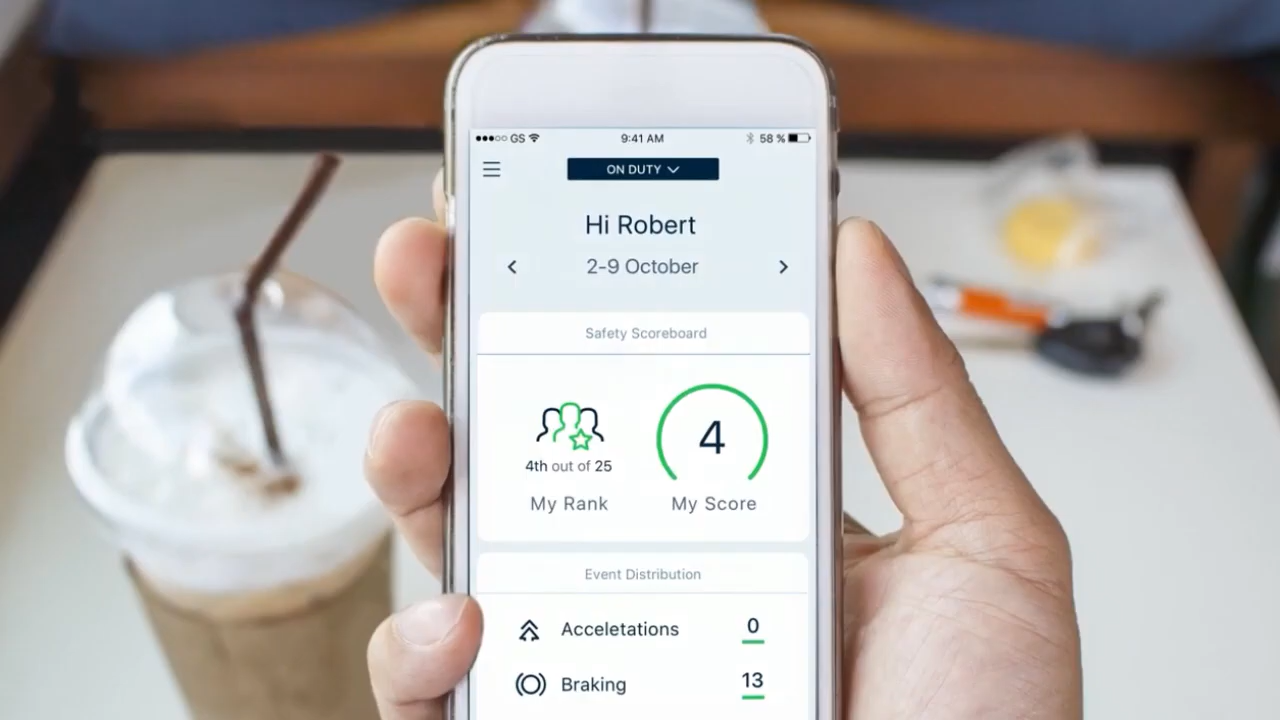 GS 9:41 AM 58 %
ON DUTY
Hi Robert
2-9 October
Safety Scoreboard
4
4th out of 25
My Rank My Score
Event Distribution
Acceletations 0
Braking 13